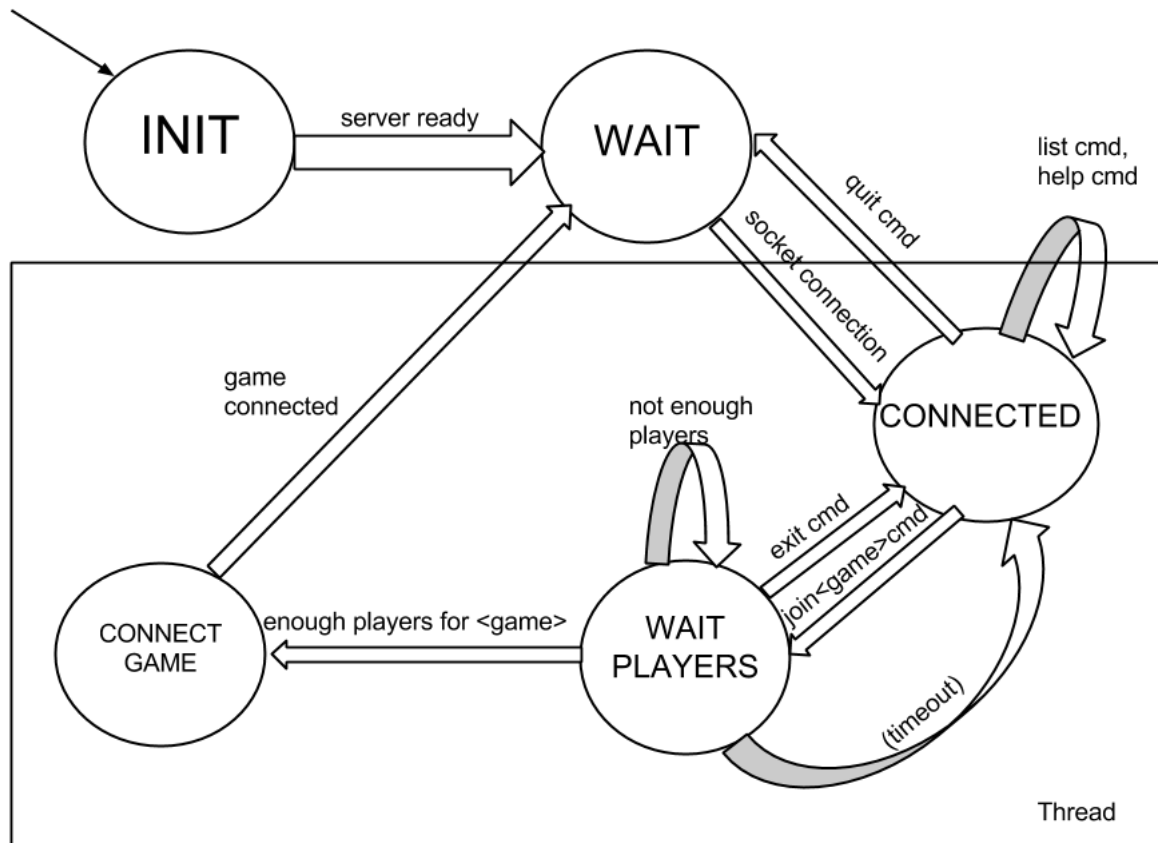 INIT
server ready
WAIT
list cmd,
help cmd
quit cmd
socket connection
game
connected
not enough
players
CONNECTED
exit cmd
join<game>cmd
CONNECT
GAME
enough players for <game>
WAIT
PLAYERS
(timeout)
Thread